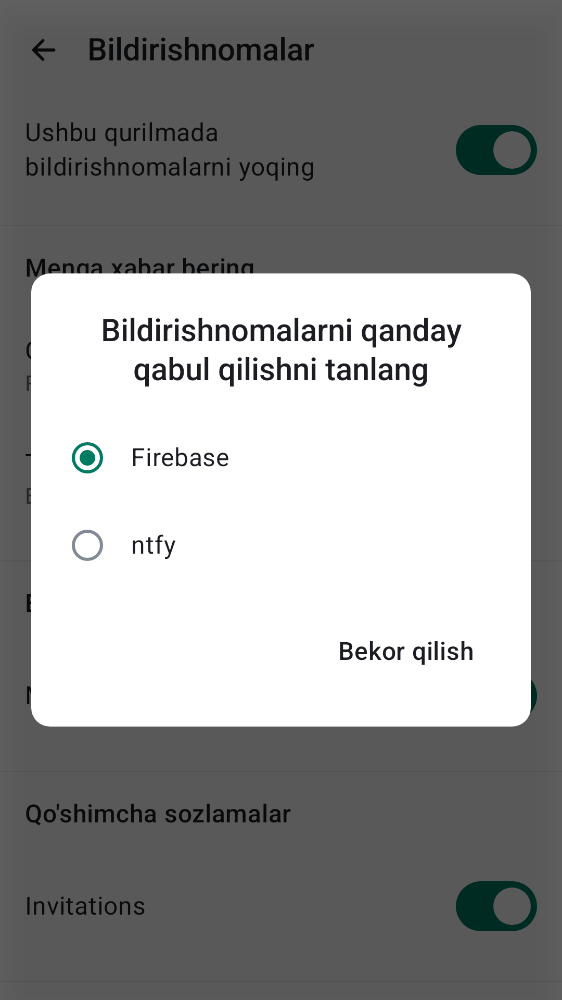 Bildirishnomalar
Ushbu qurilmada
bildirishnomalarni yoqing
Menga xabar bering
Bildirishnomalarni qanday
qabul qilishni tanlang
Firebase
ntfy
Bekor qilish
Qo'shimcha sozlamalar
Invitations